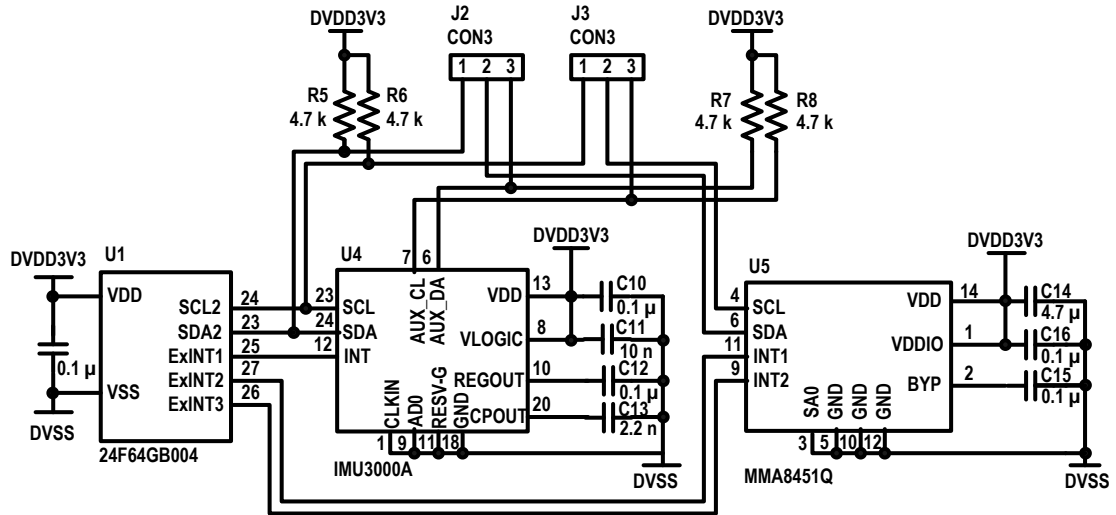 DVDD3V3
J2
CON3
1 2 3
J3
CON3
1 2 3
DVDD3V3
R5
4.7 k
R6
4.7 k
R7
4.7 k
R8
4.7 k
DVDD3V3
U1
VDD
VSS
0.1 µ
DVSS
SCL2 24
SDA2 23
ExINT1 25
ExINT2 27
ExINT3 26
24F64GB004
U4
7 6
AUX_CL
AUX_DA
23 SCL
24 SDA
12 INT
VDD 13
VLOGIC 8
REGOUT 10
CPOUT 20
CLKIN
AD0
RESV-G
GND
1 9 11 18
IMU3000A
DVDD3V3
C10
0.1 µ
C11
10 n
C12
0.1 µ
C13
2.2 n
DVSS
U5
4 SCL
6 SDA
11 INT1
9 INT2
VDD 14
VDDIO 1
BYP 2
SA0
GND
GND
GND
3 5 10 12
MMA8451Q
DVDD3V3
C14
4.7 µ
C16
0.1 µ
C15
0.1 µ
DVSS